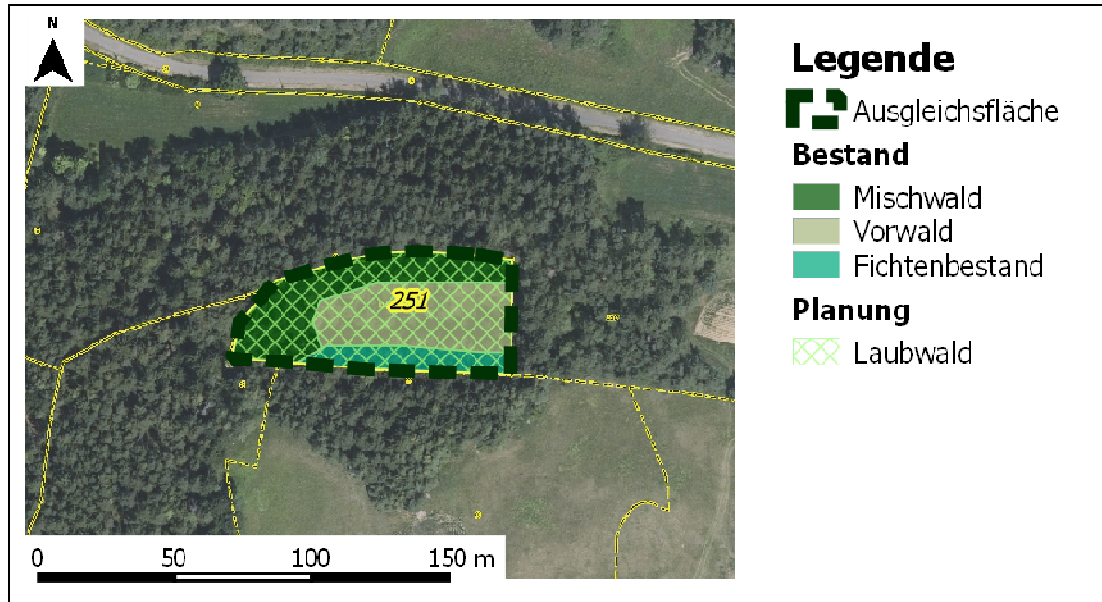 N
Legende
Ausgleichsfläche
Bestand
Mischwald
Vorwald
Fichtenbestand
Planung
Laubwald
251
0 50 100 150 m